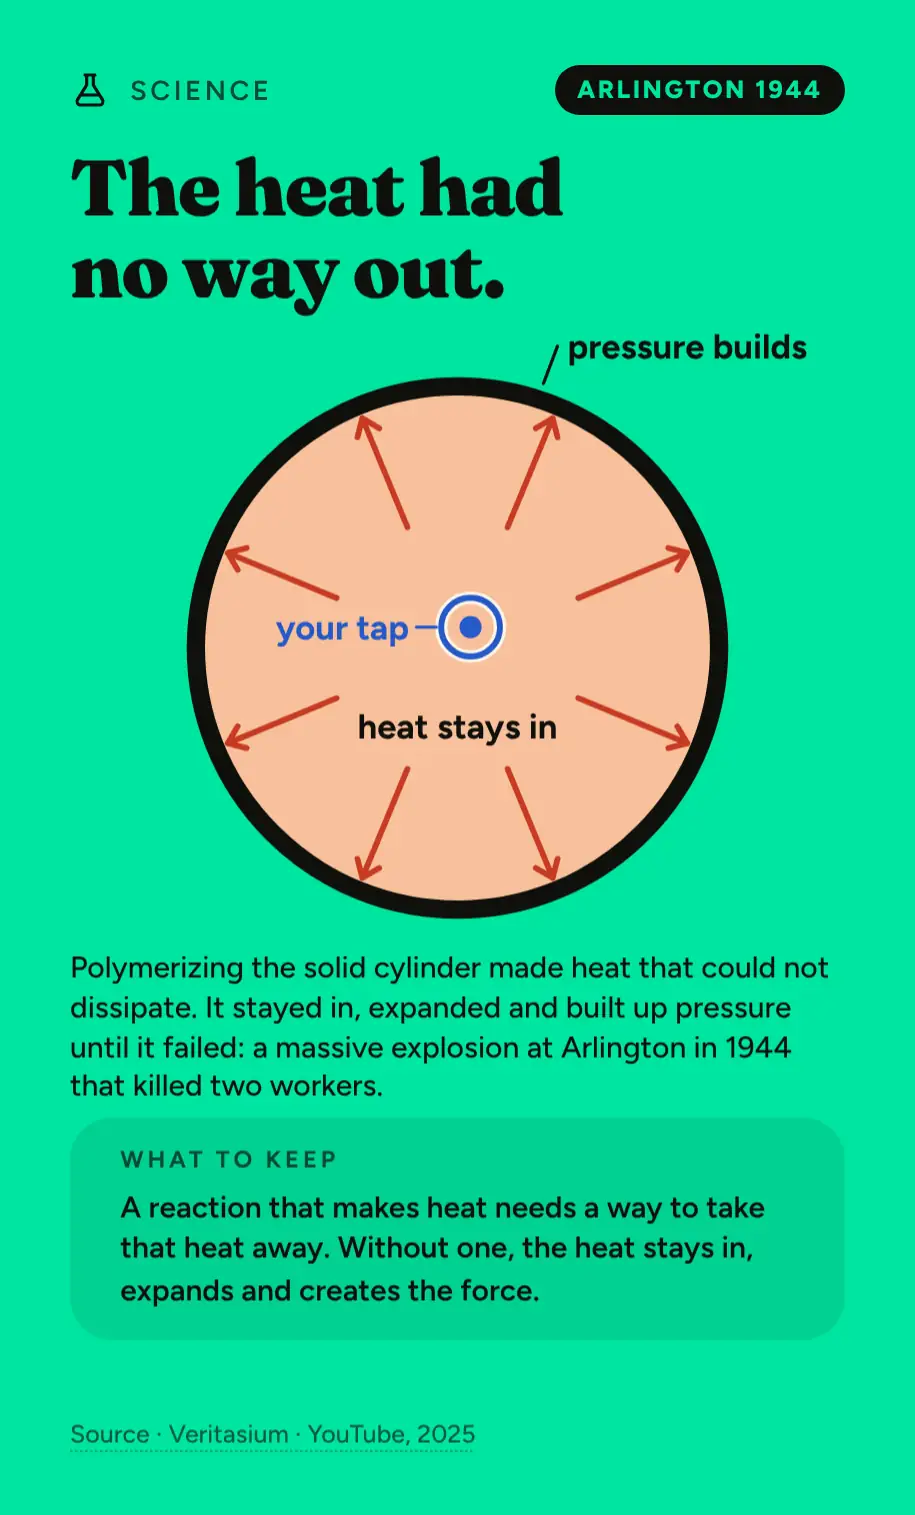 SCIENCE
ARLINGTON 1944
The heat had
no way out.
pressure builds
your tap
heat stays in
Polymerizing the solid cylinder made heat that could not
dissipate. It stayed in, expanded and built up pressure
until it failed: a massive explosion at Arlington in 1944
that killed two workers.
WHAT TO KEEP
A reaction that makes heat needs a way to take
that heat away. Without one, the heat stays in,
expands and creates the force.
Source · Veritasium · YouTube, 2025